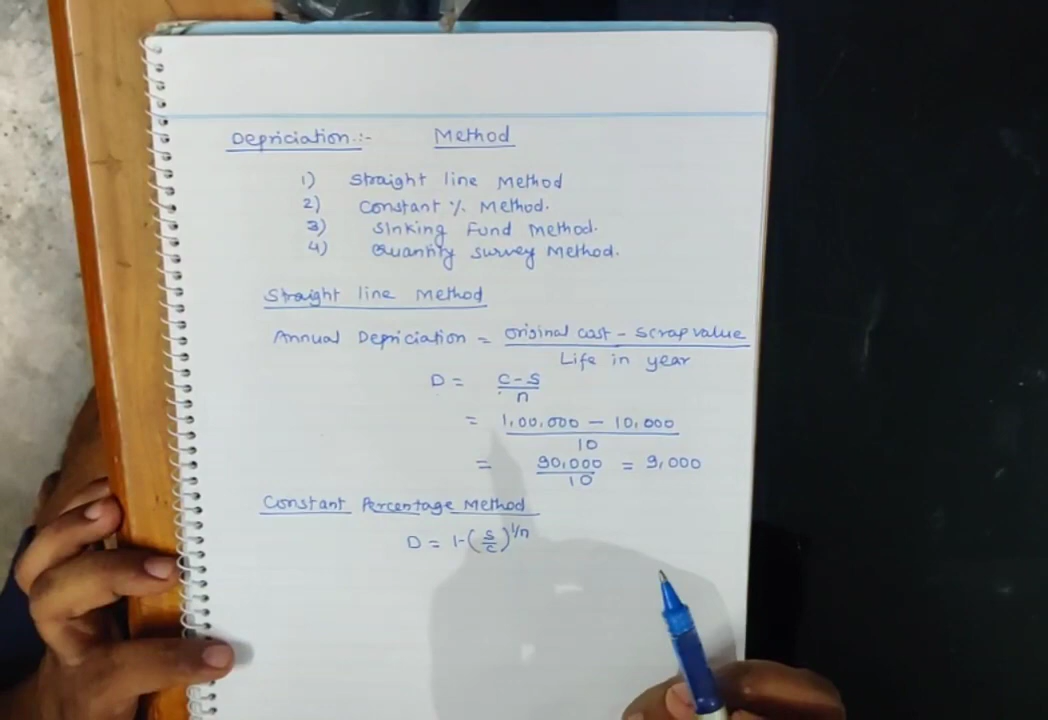 Depriciation:- Method
1) Straight line Method
2) Constant % Method.
3) Sinking Fund Method.
4) Quantity survey Method.
Straight line Method
Annual Depriciation = original cost - scrap value / Life in year
D = C-S / n
= 1,00,000 - 10,000 / 10
= 90,000 / 10 = 9,000
Constant Percentage Method
D = 1-(S/C)^1/n